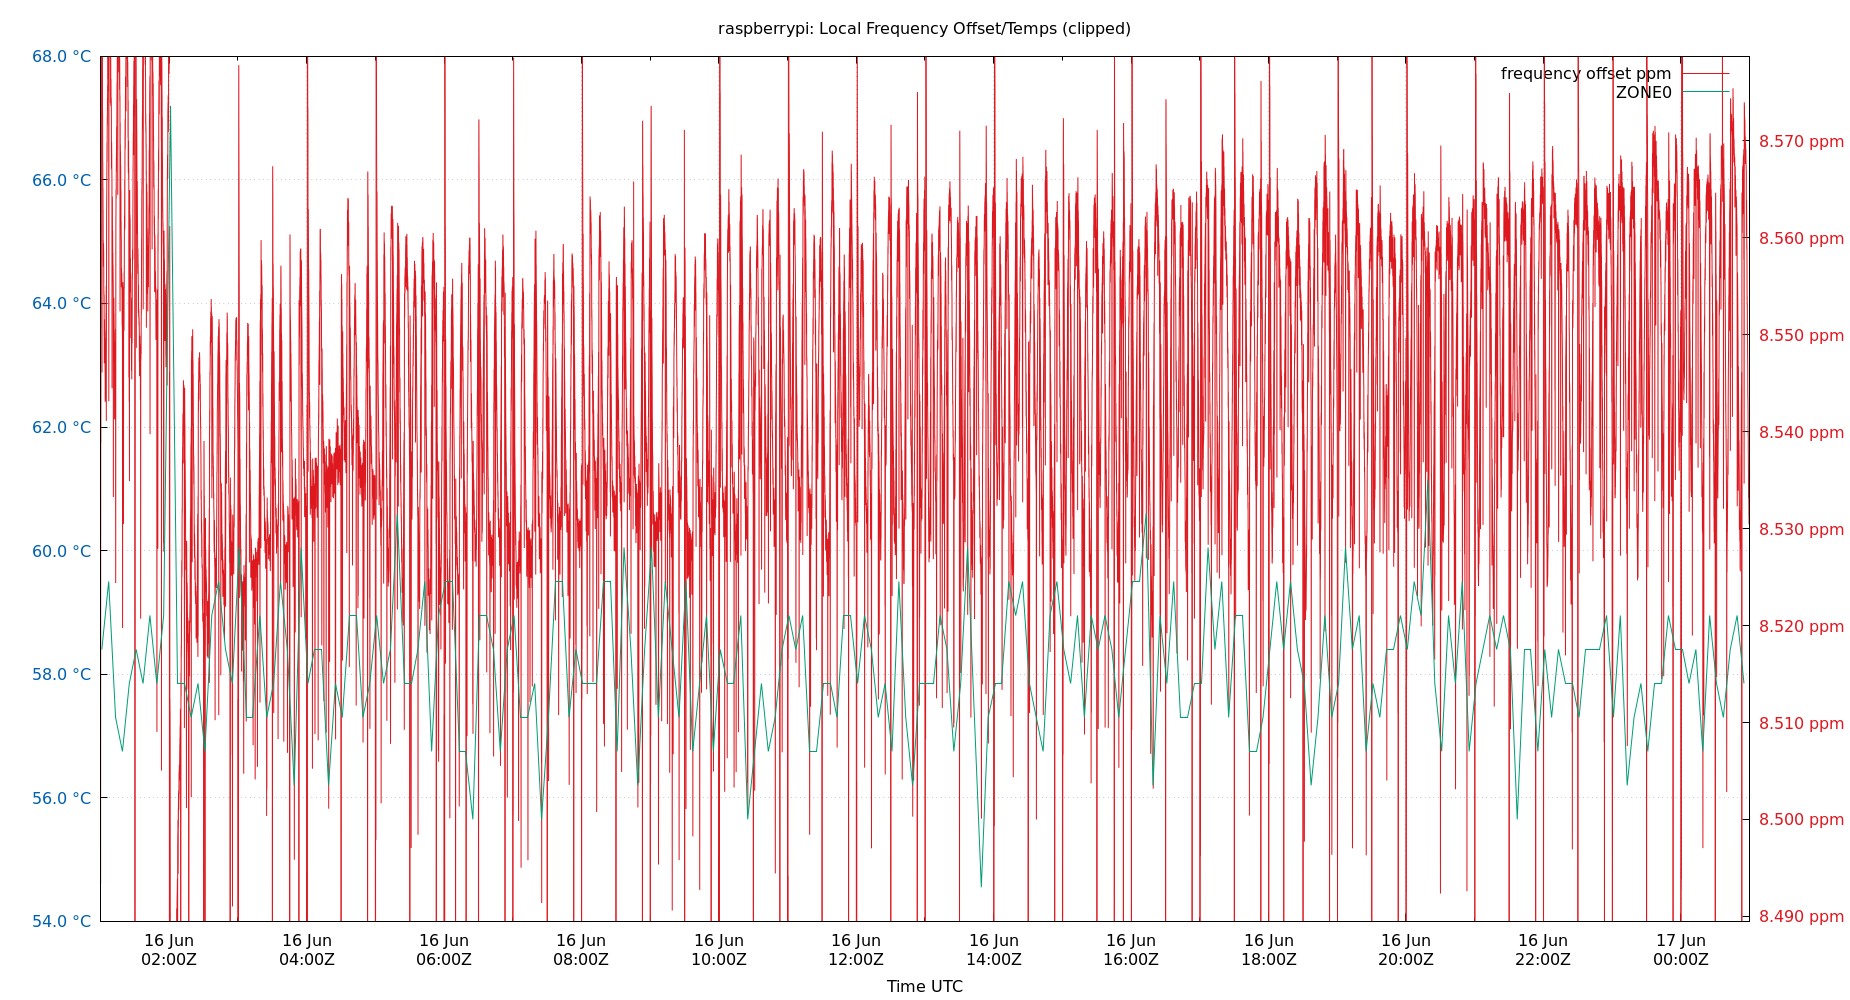 raspberrypi: Local Frequency Offset/Temps (clipped)
68.0 °C
66.0 °C
64.0 °C
62.0 °C
60.0 °C
58.0 °C
56.0 °C
54.0 °C
frequency offset ppm
ZONE0
8.570 ppm
8.560 ppm
8.550 ppm
8.540 ppm
8.530 ppm
8.520 ppm
8.510 ppm
8.500 ppm
8.490 ppm
16 Jun 16 Jun 16 Jun 16 Jun 16 Jun 16 Jun 16 Jun 16 Jun 16 Jun 16 Jun 16 Jun 17 Jun
02:00Z 04:00Z 06:00Z 08:00Z 10:00Z 12:00Z 14:00Z 16:00Z 18:00Z 20:00Z 22:00Z 00:00Z
Time UTC